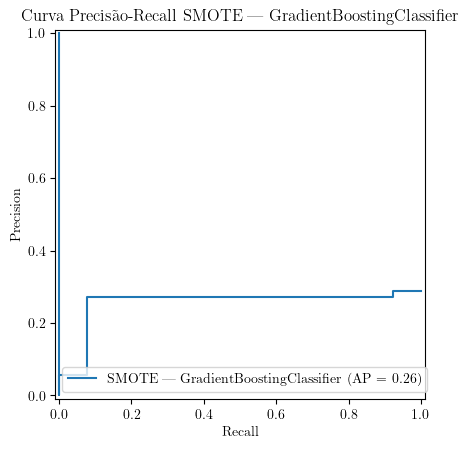 Curva Precisão-Recall SMOTE — GradientBoostingClassifier
1.0
0.8
0.6
0.4
0.2
0.0
Precision
SMOTE — GradientBoostingClassifier (AP = 0.26)
0.0 0.2 0.4 0.6 0.8 1.0
Recall